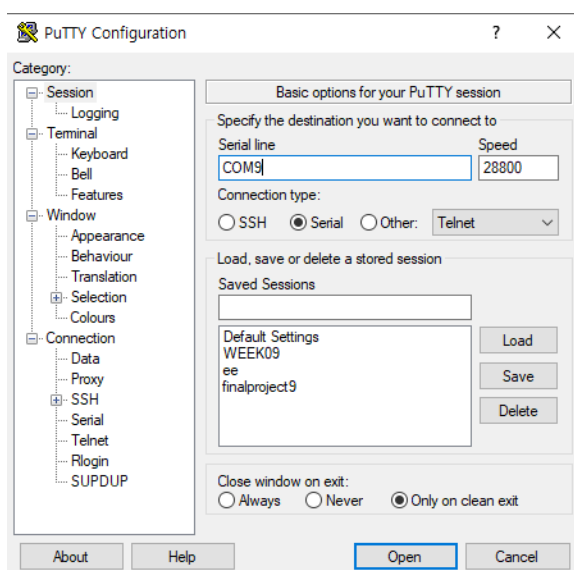 PuTTY Configuration
Category:
Session
Logging
Terminal
Keyboard
Bell
Features
Window
Appearance
Behaviour
Translation
Selection
Colours
Connection
Data
Proxy
SSH
Serial
Telnet
Rlogin
SUPDUP
Basic options for your PuTTY session
Specify the destination you want to connect to
Serial line Speed
COM9 28800
Connection type:
SSH Serial Other: Telnet
Load, save or delete a stored session
Saved Sessions
Default Settings
WEEK09
ee
finalproject9
Load
Save
Delete
Close window on exit:
Always Never Only on clean exit
About Help Open Cancel